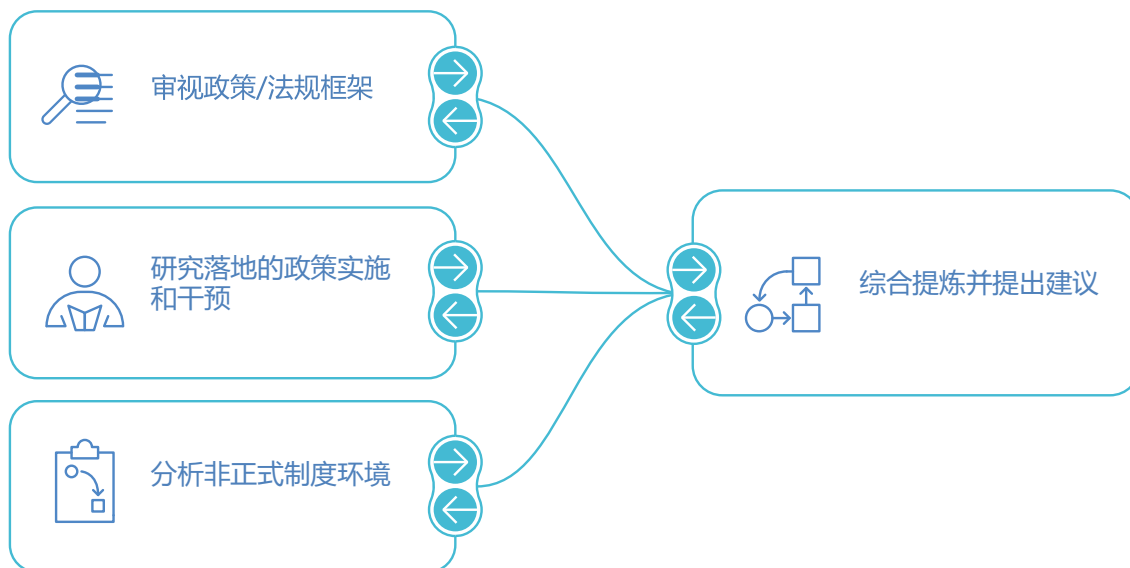 审视政策/法规框架
研究落地的政策实施
和干预
分析非正式制度环境
综合提炼并提出建议